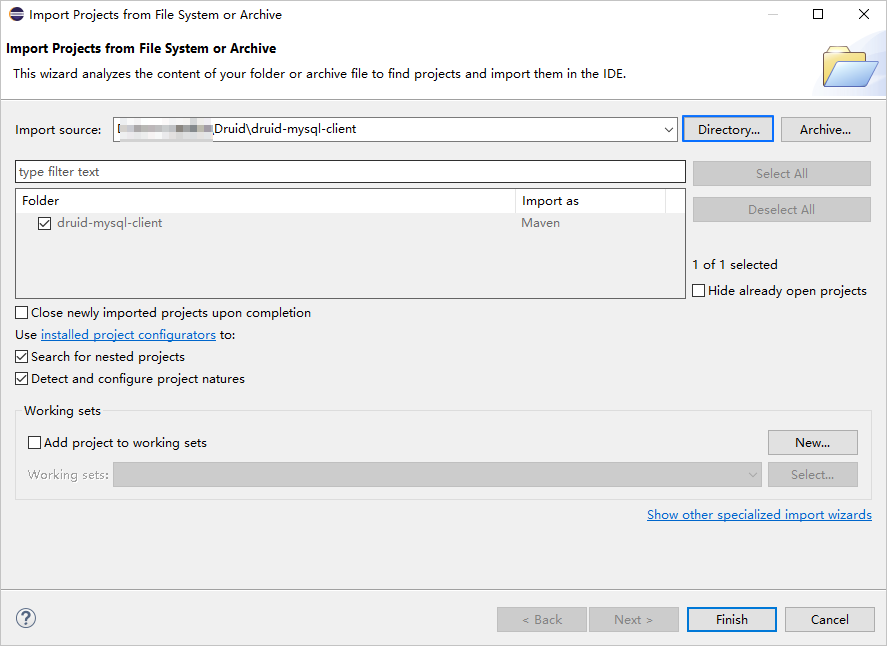 Import Projects from File System or Archive
Import Projects from File System or Archive
This wizard analyzes the content of your folder or archive file to find projects and import them in the IDE.
Import source: \Druid\druid-mysql-client Directory... Archive...
type filter text Select All
Folder Import as Deselect All
druid-mysql-client Maven
1 of 1 selected
Hide already open projects
Close newly imported projects upon completion
Use installed project configurators to:
Search for nested projects
Detect and configure project natures
Working sets
Add project to working sets New...
Working sets: Select...
Show other specialized import wizards
? < Back Next > Finish Cancel